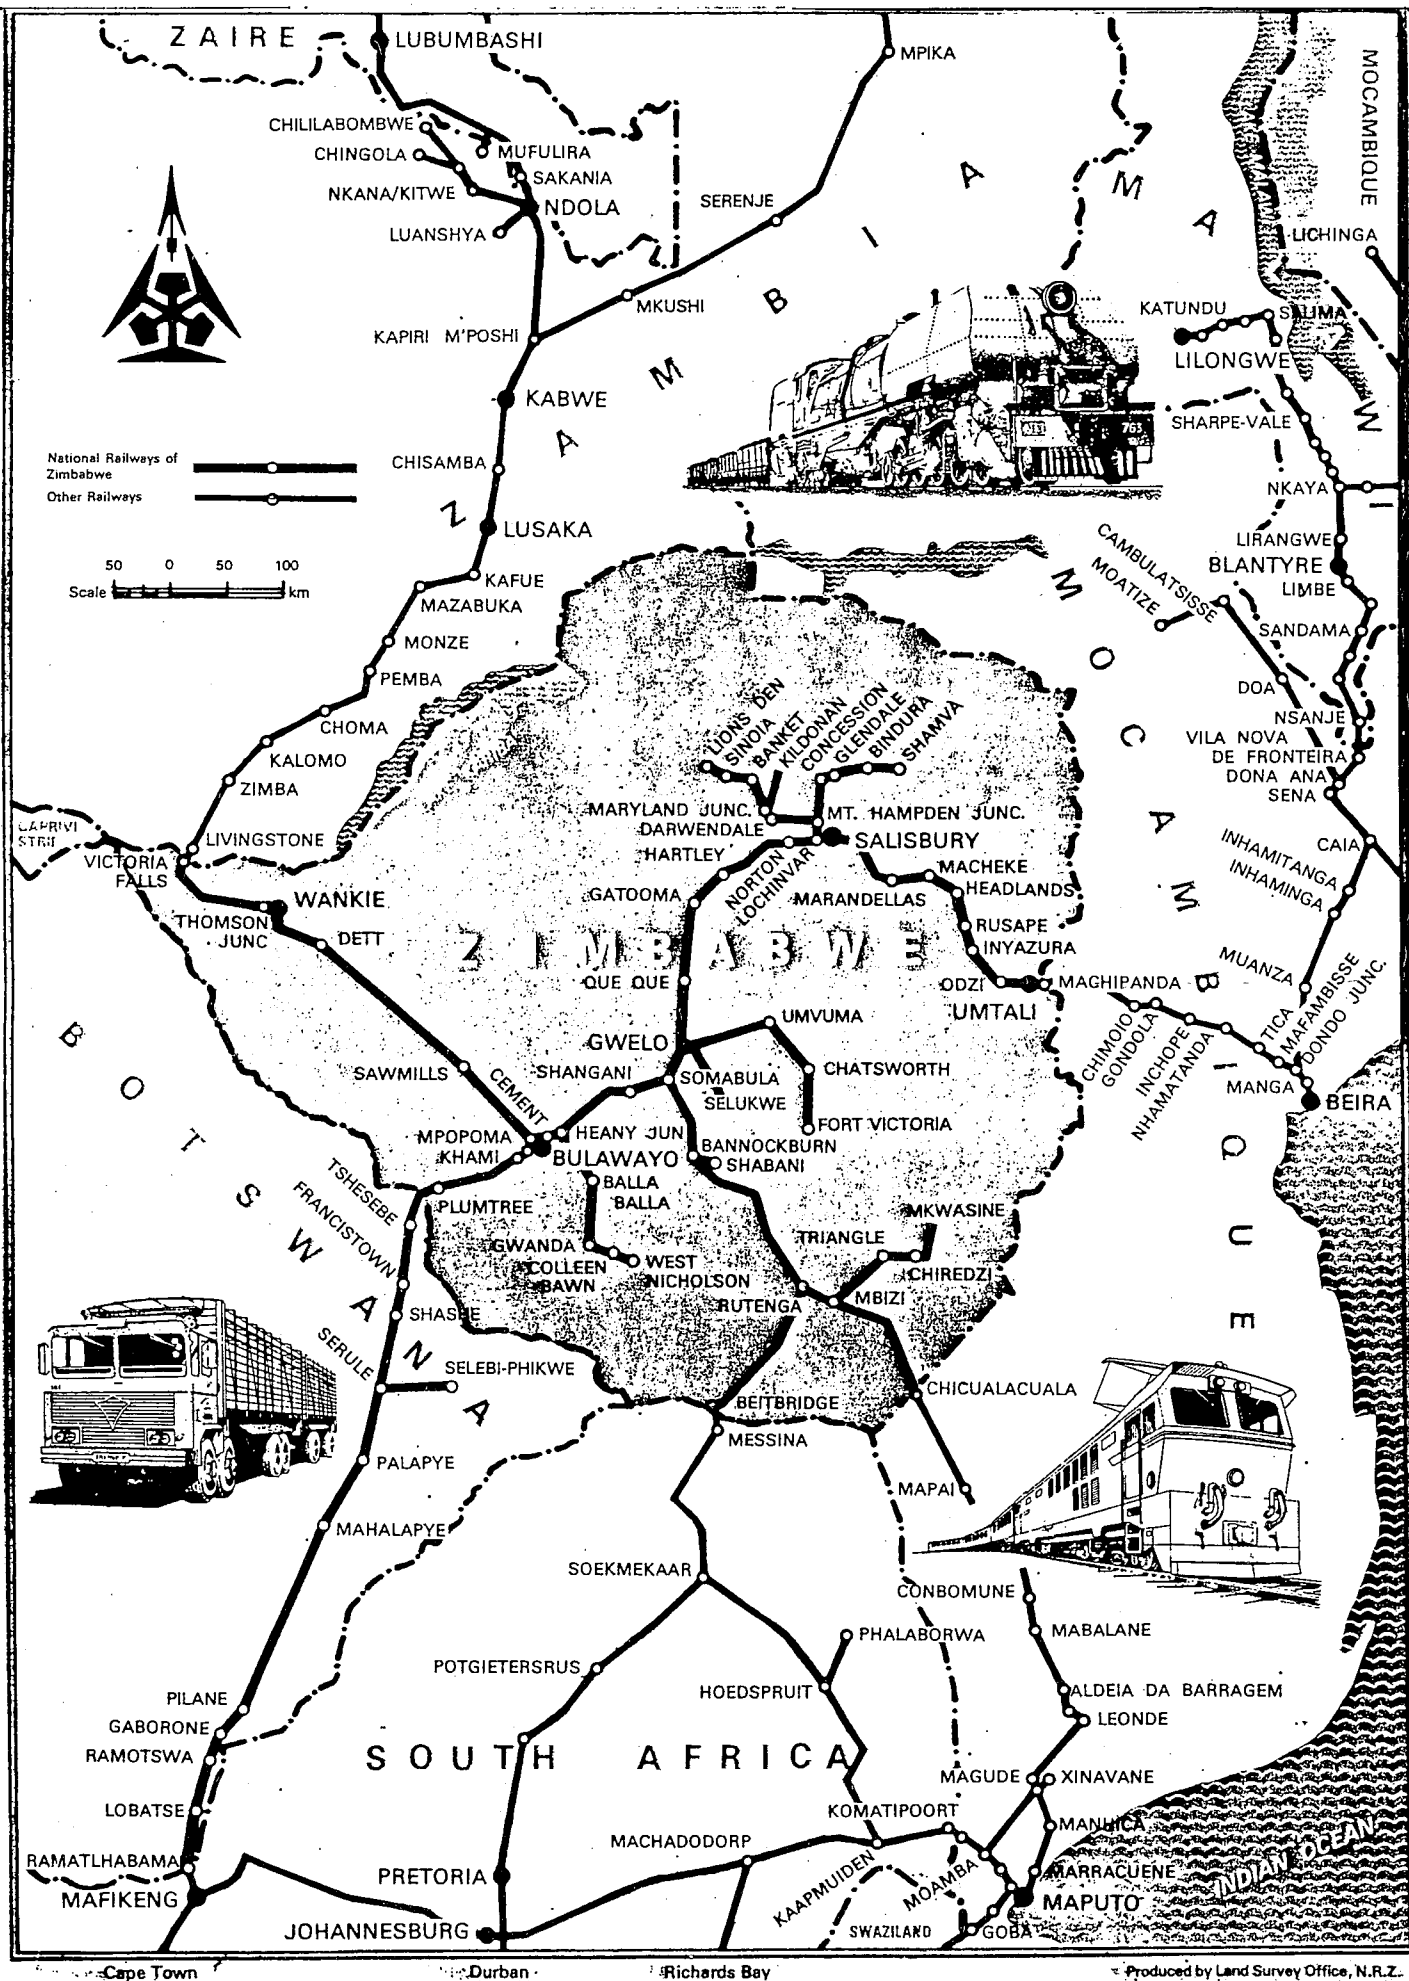 ZAIRE
LUBUMBASHI
MPIKA
MOCAMBIQUE
CHILILABOMBWE
CHINGOLA
MUFULIRA
SAKANIA
NKANA/KITWE
NDOLA
LUANSHYA
SERENJE
MALAWI
LICHINGA
MKUSHI
KATUNDU
SALIMA
KAPIRI M'POSHI
LILONGWE
KABWE
ZAMBIA
SHARPE-VALE
763
National Railways of
Zimbabwe
Other Railways
CHISAMBA
NKAYA
LUSAKA
LIRANGWE
BLANTYRE
LIMBE
50 0 50 100
Scale km
KAFUE
MAZABUKA
CAMBULATSISSE
MOATIZE
MONZE
SANDAMA
PEMBA
DOA
CHOMA
NSANJE
KALOMO
VILA NOVA
DE FRONTEIRA
ZIMBA
DONA ANA
SENA
LIONS DEN
SINOIA
BANKET
KILDONAN
CONCESSION
GLENDALE
BINDURA
SHAMVA
MARYLAND JUNC.
MT. HAMPDEN JUNC.
DARWENDALE
SALISBURY
CAPRIVI
STRIP
LIVINGSTONE
VICTORIA
FALLS
HARTLEY
NORTON
LOCHINVAR
MACHEKE
HEADLANDS
MARANDELLAS
CAIA
INHAMITANGA
INHAMINGA
WANKIE
GATOOMA
THOMSON
JUNC
DETT
RUSAPE
INYAZURA
ZIMBABWE
QUE QUE
ODZI
MACHIPANDA
UMTALI
MUANZA
MOCAMBIQUE
CHIMOIO
GONDOLA
INCHOPE
NHAMATANDA
TICA
MAFAMBISSE
DONDO JUNC.
UMVUMA
GWELO
SAWMILLS
CEMENT
SHANGANI
SOMABULA
SELUKWE
CHATSWORTH
MANGA
BEIRA
FORT VICTORIA
MPOPOMA
HEANY JUN
KHAMI
BULAWAYO
BANNOCKBURN
SHABANI
BALLA
BALLA
PLUMTREE
TSHESEBE
FRANCISTOWN
BOTSWANA
GWANDA
COLLEEN
BAWN
WEST
NICHOLSON
MKWASINE
TRIANGLE
CHIREDZI
RUTENGA
MBIZI
SHASHE
SERULE
SELEBI-PHIKWE
BEITBRIDGE
CHICUALACUALA
MESSINA
PALAPYE
MAPAI
MAHALAPYE
SOEKMEKAAR
CONBOMUNE
MABALANE
PHALABORWA
POTGIETERSRUS
HOEDSPRUIT
ALDEIA DA BARRAGEM
LEONDE
PILANE
GABORONE
RAMOTSWA
SOUTH AFRICA
MAGUDE
XINAVANE
LOBATSE
KOMATIPOORT
MANHICA
MACHADODORP
RAMATLHABAMA
MAFIKENG
PRETORIA
KAAPMUIDEN
MOAMBA
MARRACUENE
MAPUTO
INDIAN OCEAN
JOHANNESBURG
SWAZILAND
GOBA
Cape Town
Durban
Richards Bay
Produced by Land Survey Office, N.R.Z.